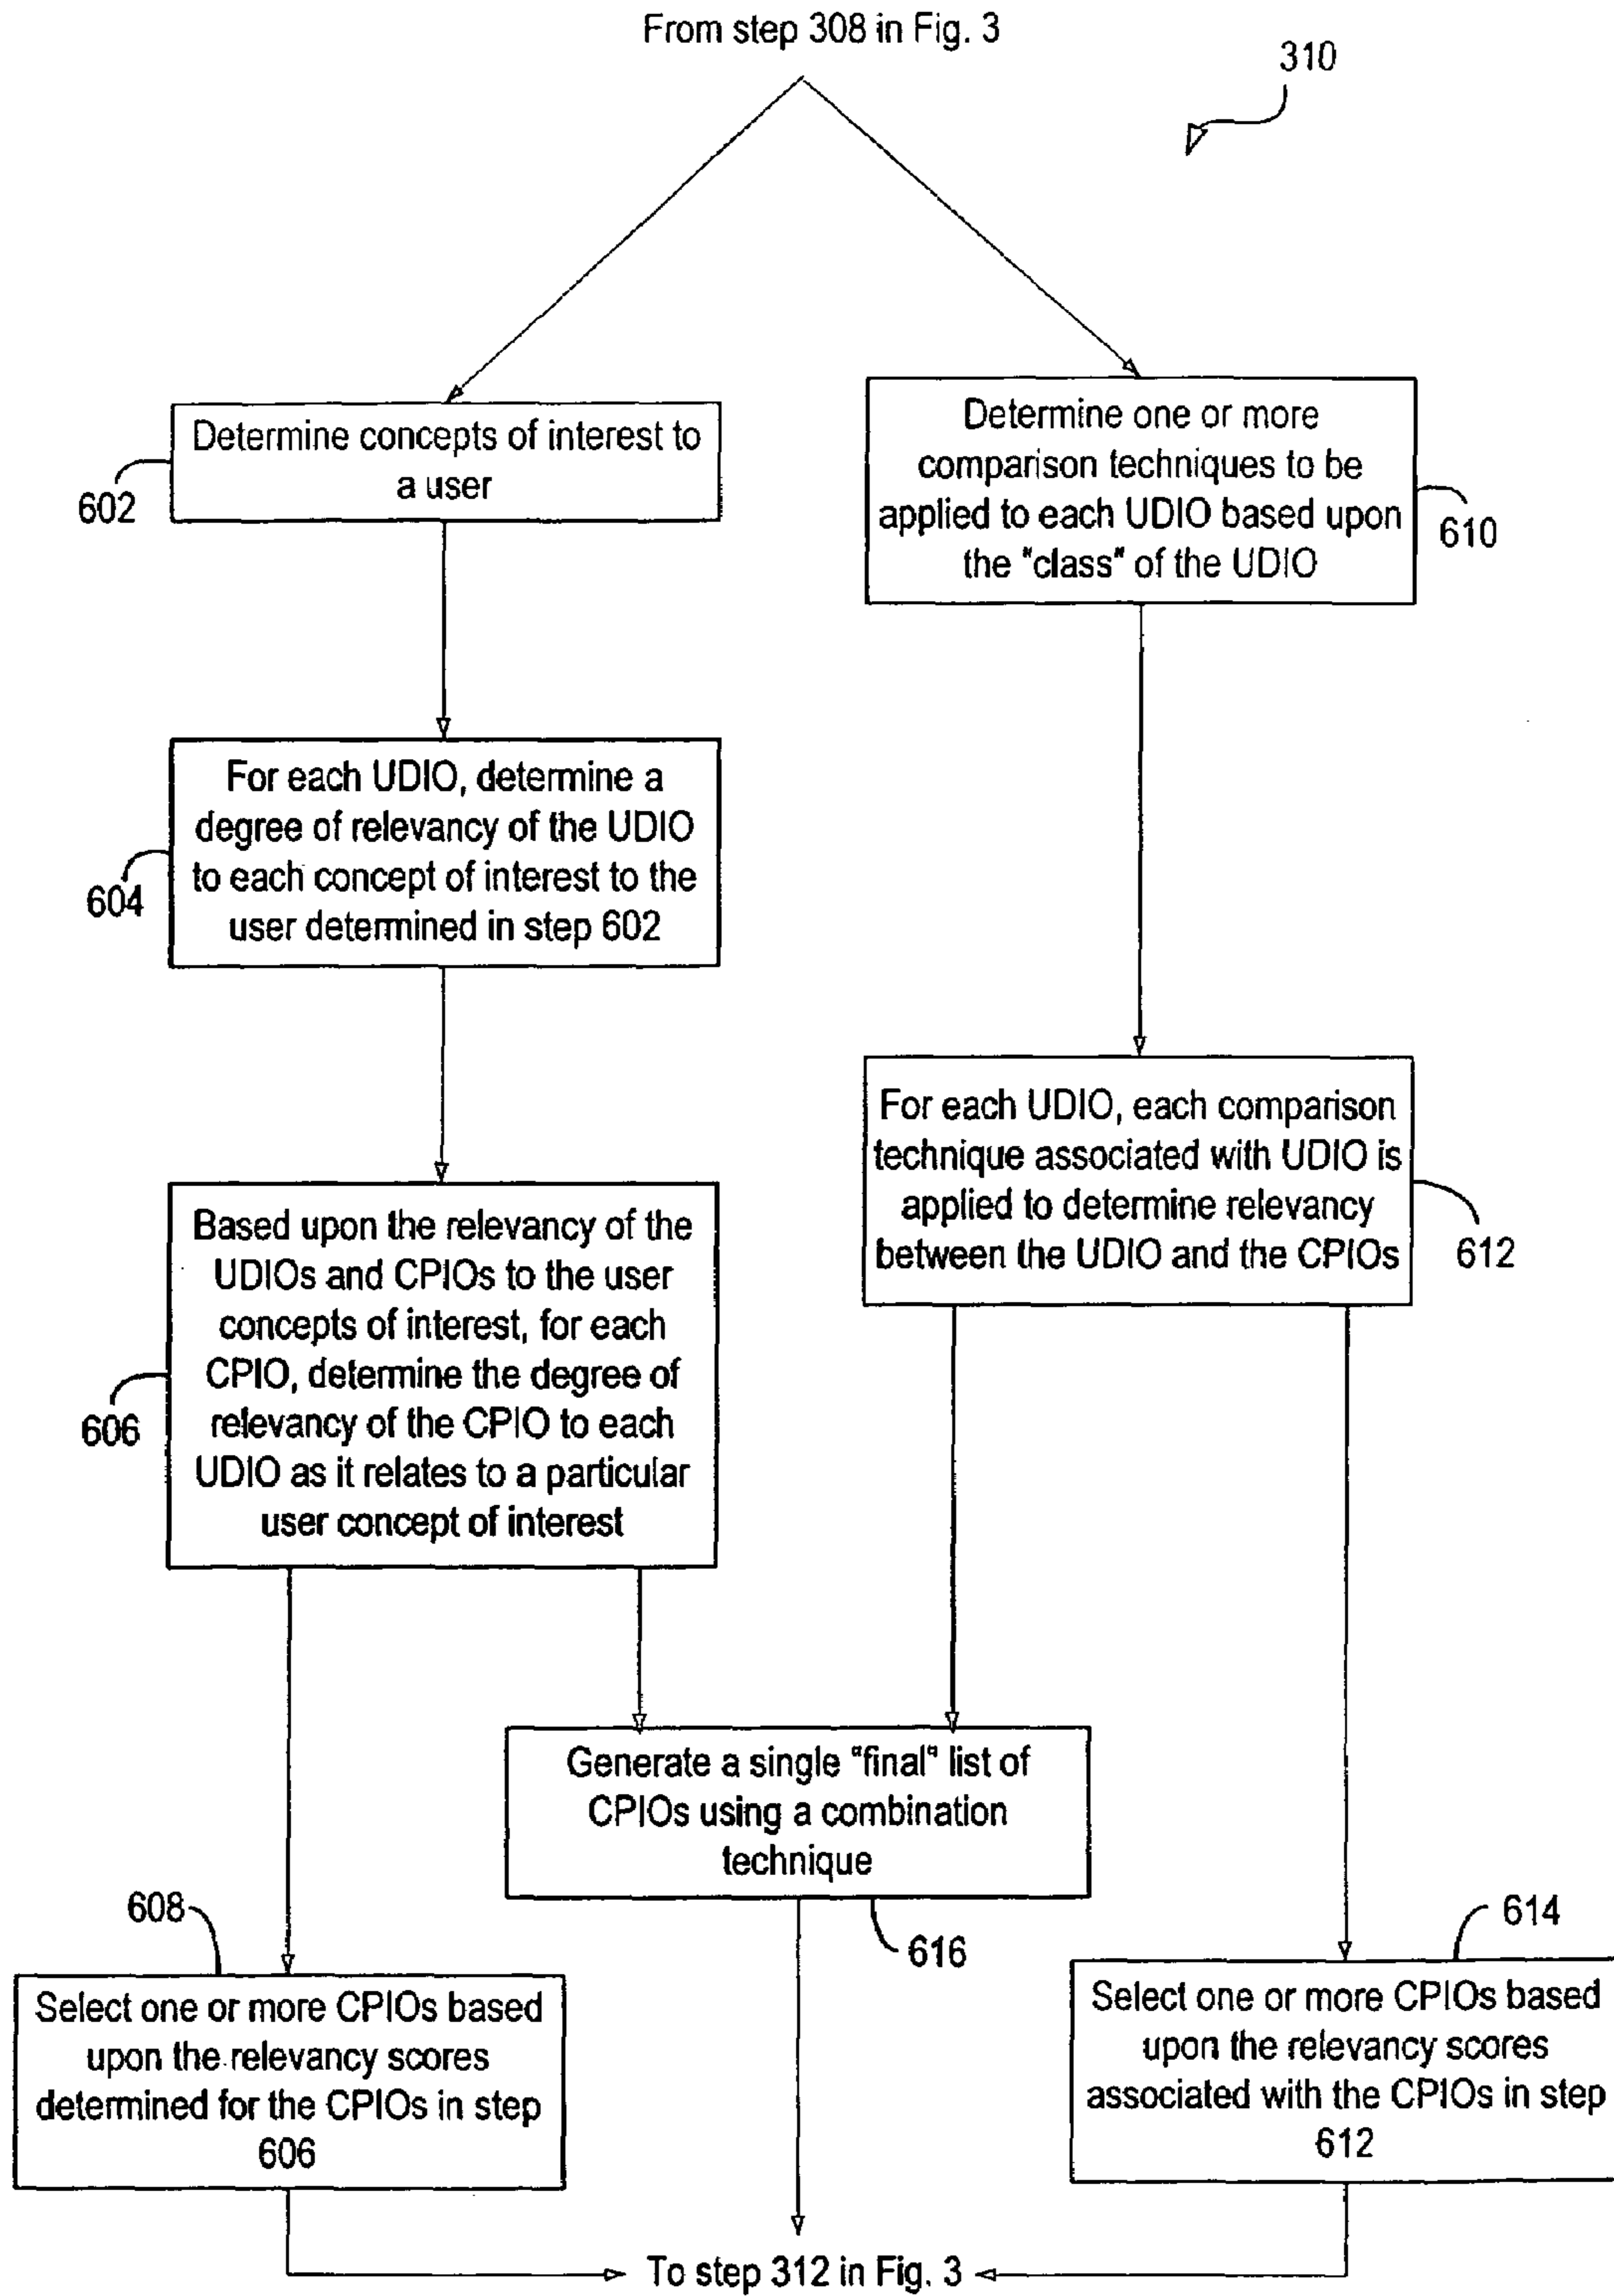 From step 308 in Fig. 3
310
Determine concepts of interest to
a user
602
Determine one or more
comparison techniques to be
applied to each UDIO based upon
the "class" of the UDIO
610
For each UDIO, determine a
degree of relevancy of the UDIO
to each concept of interest to the
user determined in step 602
604
For each UDIO, each comparison
technique associated with UDIO is
applied to determine relevancy
between the UDIO and the CPIOs
612
Based upon the relevancy of the
UDIOs and CPIOs to the user
concepts of interest, for each
CPIO, determine the degree of
relevancy of the CPIO to each
UDIO as it relates to a particular
user concept of interest
606
Generate a single "final" list of
CPIOs using a combination
technique
616
608
Select one or more CPIOs based
upon the relevancy scores
determined for the CPIOs in step
606
614
Select one or more CPIOs based
upon the relevancy scores
associated with the CPIOs in step
612
To step 312 in Fig. 3